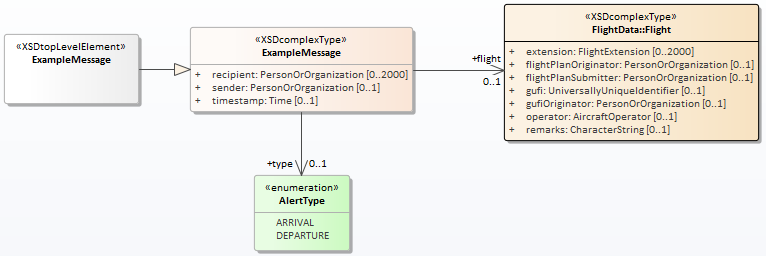 «XSDtopLevelElement»
ExampleMessage
«XSDcomplexType»
ExampleMessage
+ recipient: PersonOrOrganization [0..2000]
+ sender: PersonOrOrganization [0..1]
+ timestamp: Time [0..1]
+flight
0..1
«XSDcomplexType»
FlightData::Flight
+ extension: FlightExtension [0..2000]
+ flightPlanOriginator: PersonOrOrganization [0..1]
+ flightPlanSubmitter: PersonOrOrganization [0..1]
+ gufi: UniversallyUniqueIdentifier [0..1]
+ gufiOriginator: PersonOrOrganization [0..1]
+ operator: AircraftOperator [0..1]
+ remarks: CharacterString [0..1]
+type 0..1
«enumeration»
AlertType
ARRIVAL
DEPARTURE